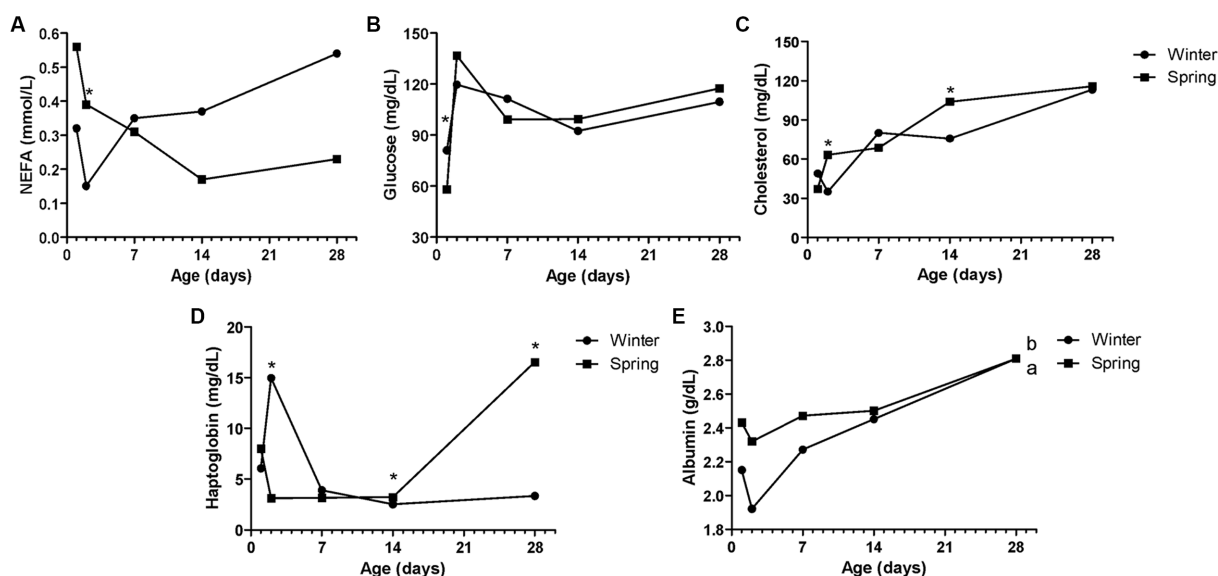 A
NEFA (mmol/L)
0.6
0.5
0.4
0.3
0.2
0.1
0.0
*
0 7 14 21 28
Age (days)
B
Glucose (mg/dL)
150
120
90
60
30
*
0 7 14 21 28
Age (days)
C
Cholesterol (mg/dL)
150
120
90
60
30
0
*
*
0 7 14 21 28
Age (days)
Winter
Spring
D
Haptoglobin (mg/dL)
20
15
10
5
0
*
*
*
0 7 14 21 28
Age (days)
Winter
Spring
E
Albumin (g/dL)
3.0
2.8
2.6
2.4
2.2
2.0
1.8
0 7 14 21 28
Age (days)
b
a
Winter
Spring